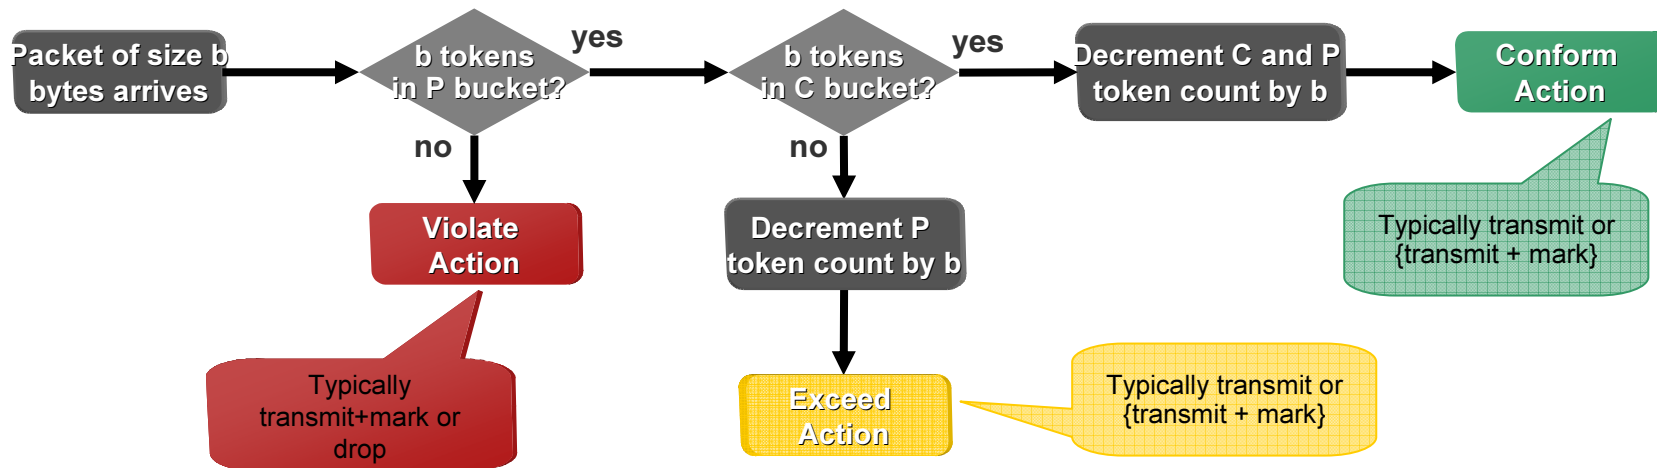 Packet of size b
bytes arrives
b tokens
in P bucket?
yes
b tokens
in C bucket?
yes
Decrement C and P
token count by b
Conform
Action
no
no
Violate
Action
Decrement P
token count by b
Typically transmit or
{transmit + mark}
Typically
transmit+mark or
drop
Exceed
Action
Typically transmit or
{transmit + mark}